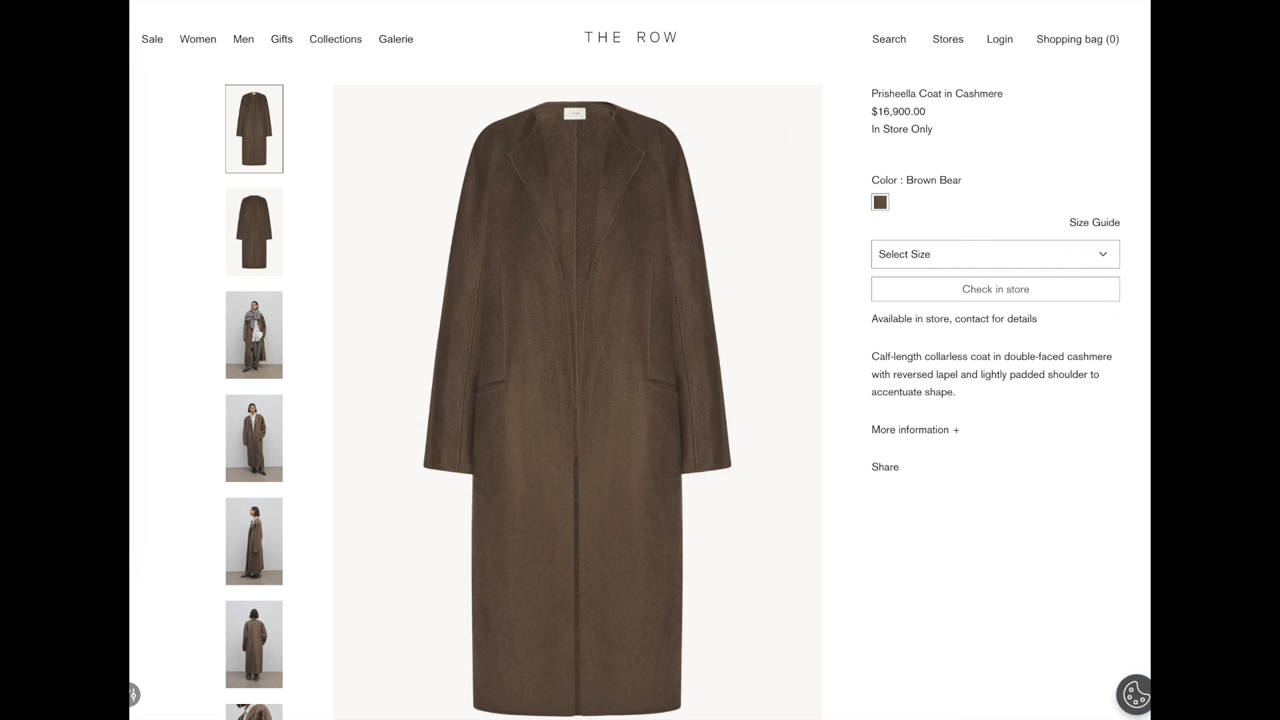 Sale Women Men Gifts Collections Galerie
THE ROW
Search Stores Login Shopping bag (0)
Prisheella Coat in Cashmere
$16,900.00
In Store Only
Color : Brown Bear
Size Guide
Select Size
Check in store
Available in store, contact for details
Calf-length collarless coat in double-faced cashmere
with reversed lapel and lightly padded shoulder to
accentuate shape.
More information +
Share